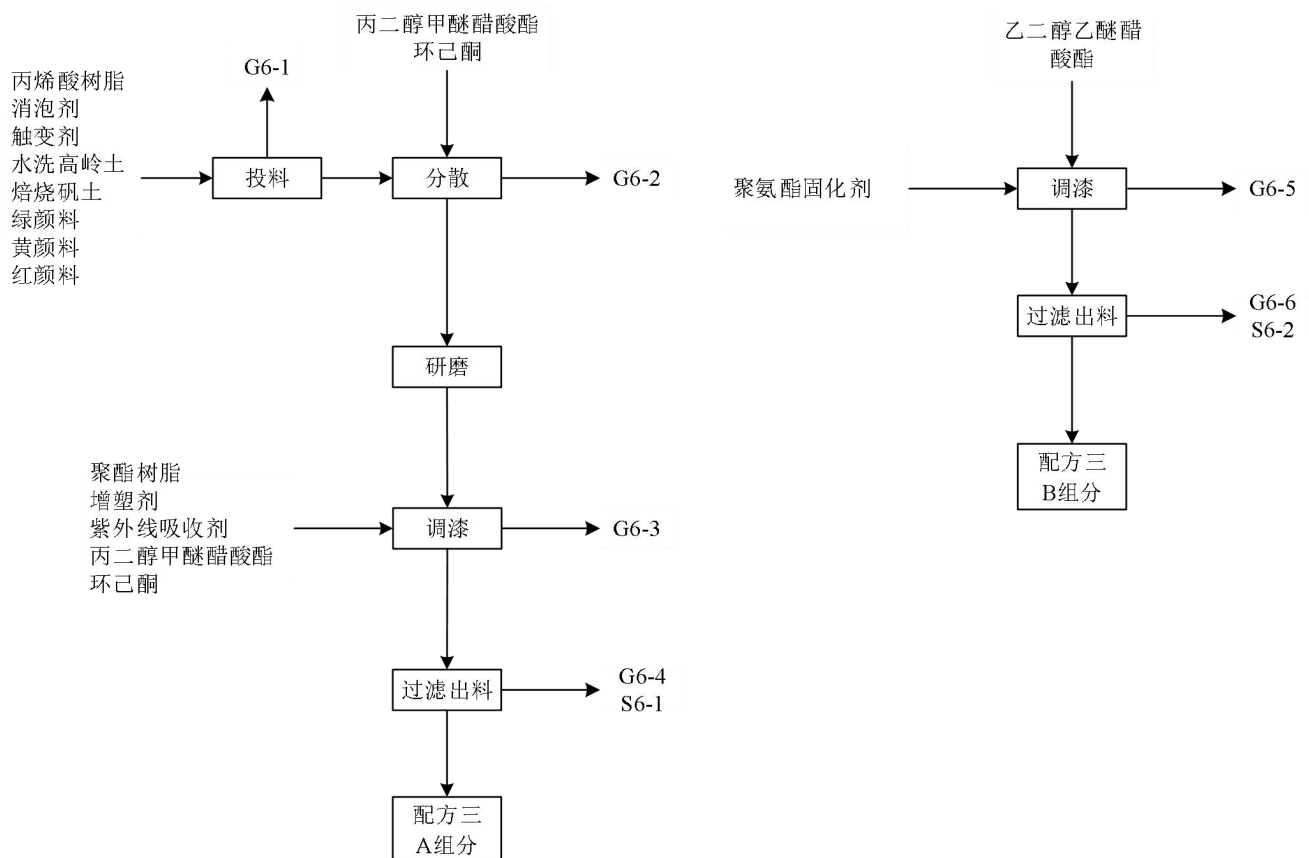 丙二醇甲醚醋酸酯
环己酮
G6-1
丙烯酸树脂
消泡剂
触变剂
水洗高岭土
焙烧矾土
绿颜料
黄颜料
红颜料
投料
分散
G6-2
研磨
聚酯树脂
增塑剂
紫外线吸收剂
丙二醇甲醚醋酸酯
环己酮
调漆
G6-3
过滤出料
G6-4
S6-1
配方三
A组分
乙二醇乙醚醋
酸酯
聚氨酯固化剂
调漆
G6-5
过滤出料
G6-6
S6-2
配方三
B组分